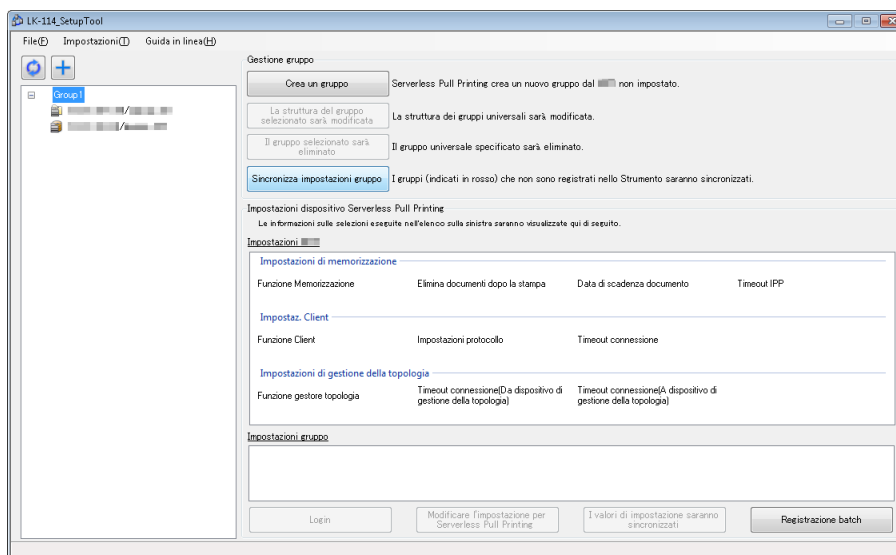 LK-114_SetupTool
File(F) Impostazioni(T) Guida in linea(H)
Group1
Gestione gruppo
Crea un gruppo
Serverless Pull Printing crea un nuovo gruppo dal non impostato.
La struttura del gruppo
selezionato sarà modificata
La struttura dei gruppi universali sarà modificata.
Il gruppo selezionato sarà
eliminato
Il gruppo universale specificato sarà eliminato.
Sincronizza impostazioni gruppo
I gruppi (indicati in rosso) che non sono registrati nello Strumento saranno sincronizzati.
Impostazioni dispositivo Serverless Pull Printing
Le informazioni sulle selezioni eseguite nell'elenco sulla sinistra saranno visualizzate qui di seguito.
Impostazioni
Impostazioni di memorizzazione
Funzione Memorizzazione Elimina documenti dopo la stampa Data di scadenza documento Timeout IPP
Impostaz. Client
Funzione Client Impostazioni protocollo Timeout connessione
Impostazioni di gestione della topologia
Funzione gestore topologia
Timeout connessione(Da dispositivo di
gestione della topologia)
Timeout connessione(A dispositivo di
gestione della topologia)
Impostazioni gruppo
Login
Modificare l'impostazione per
Serverless Pull Printing
I valori di impostazione saranno
sincronizzati
Registrazione batch